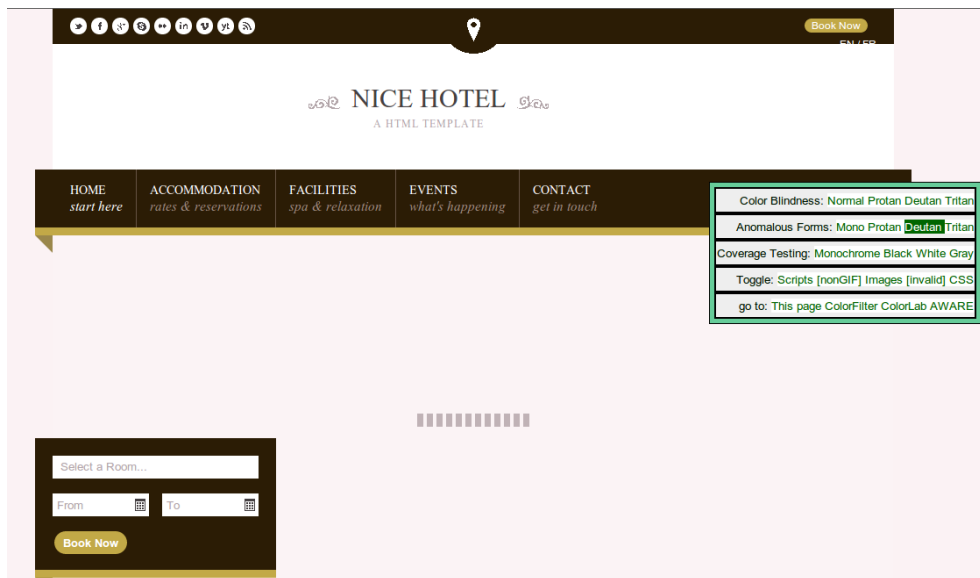 Book Now
EN / FR
NICE HOTEL
A HTML TEMPLATE
HOME ACCOMMODATION FACILITIES EVENTS CONTACT
start here rates & reservations spa & relaxation what's happening get in touch
Color Blindness: Normal Protan Deutan Tritan
Anomalous Forms: Mono Protan Deutan Tritan
Coverage Testing: Monochrome Black White Gray
Toggle: Scripts [nonGIF] Images [invalid] CSS
go to: This page ColorFilter ColorLab AWARE
Select a Room...
From To
Book Now